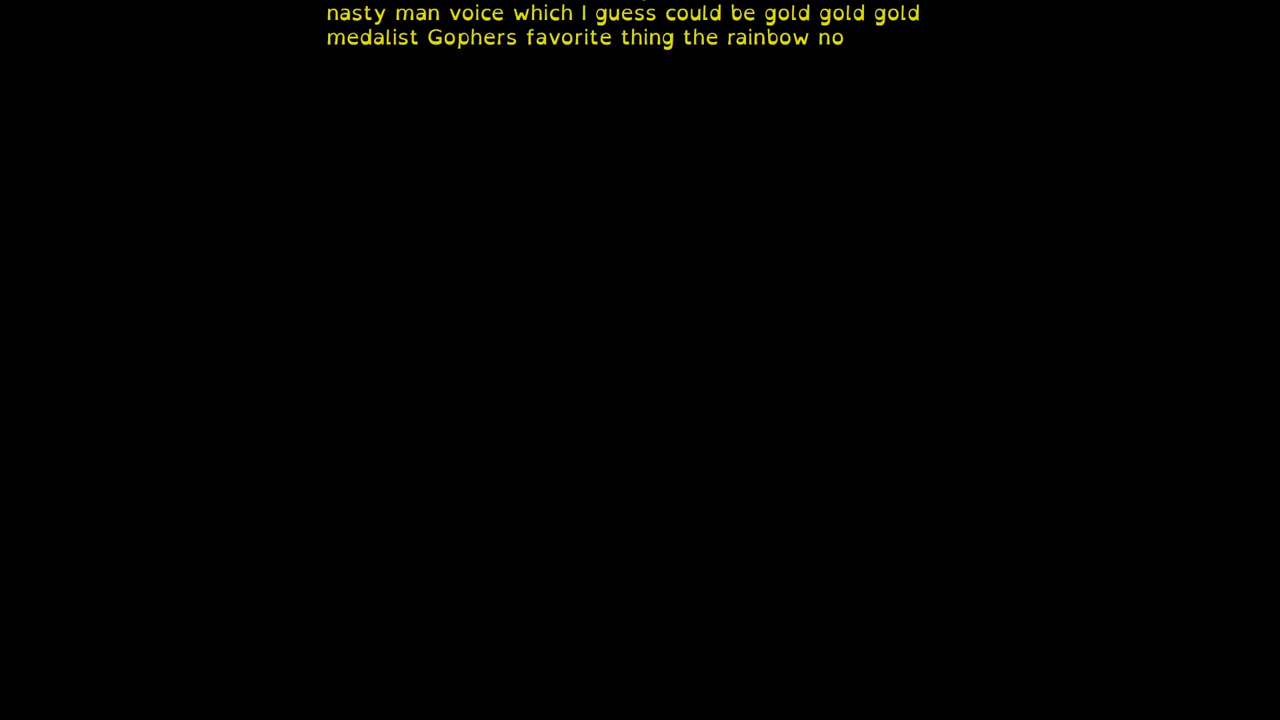 nasty man voice which I guess could be gold gold gold
medalist Gophers favorite thing the rainbow no